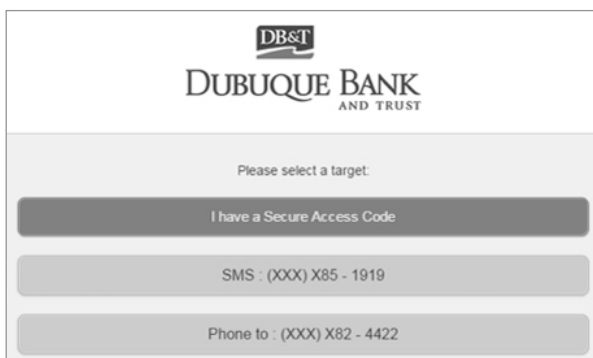 DB&T
DUBUQUE BANK
AND TRUST
Please select a target:
I have a Secure Access Code
SMS : (XXX) X85 - 1919
Phone to : (XXX) X82 - 4422